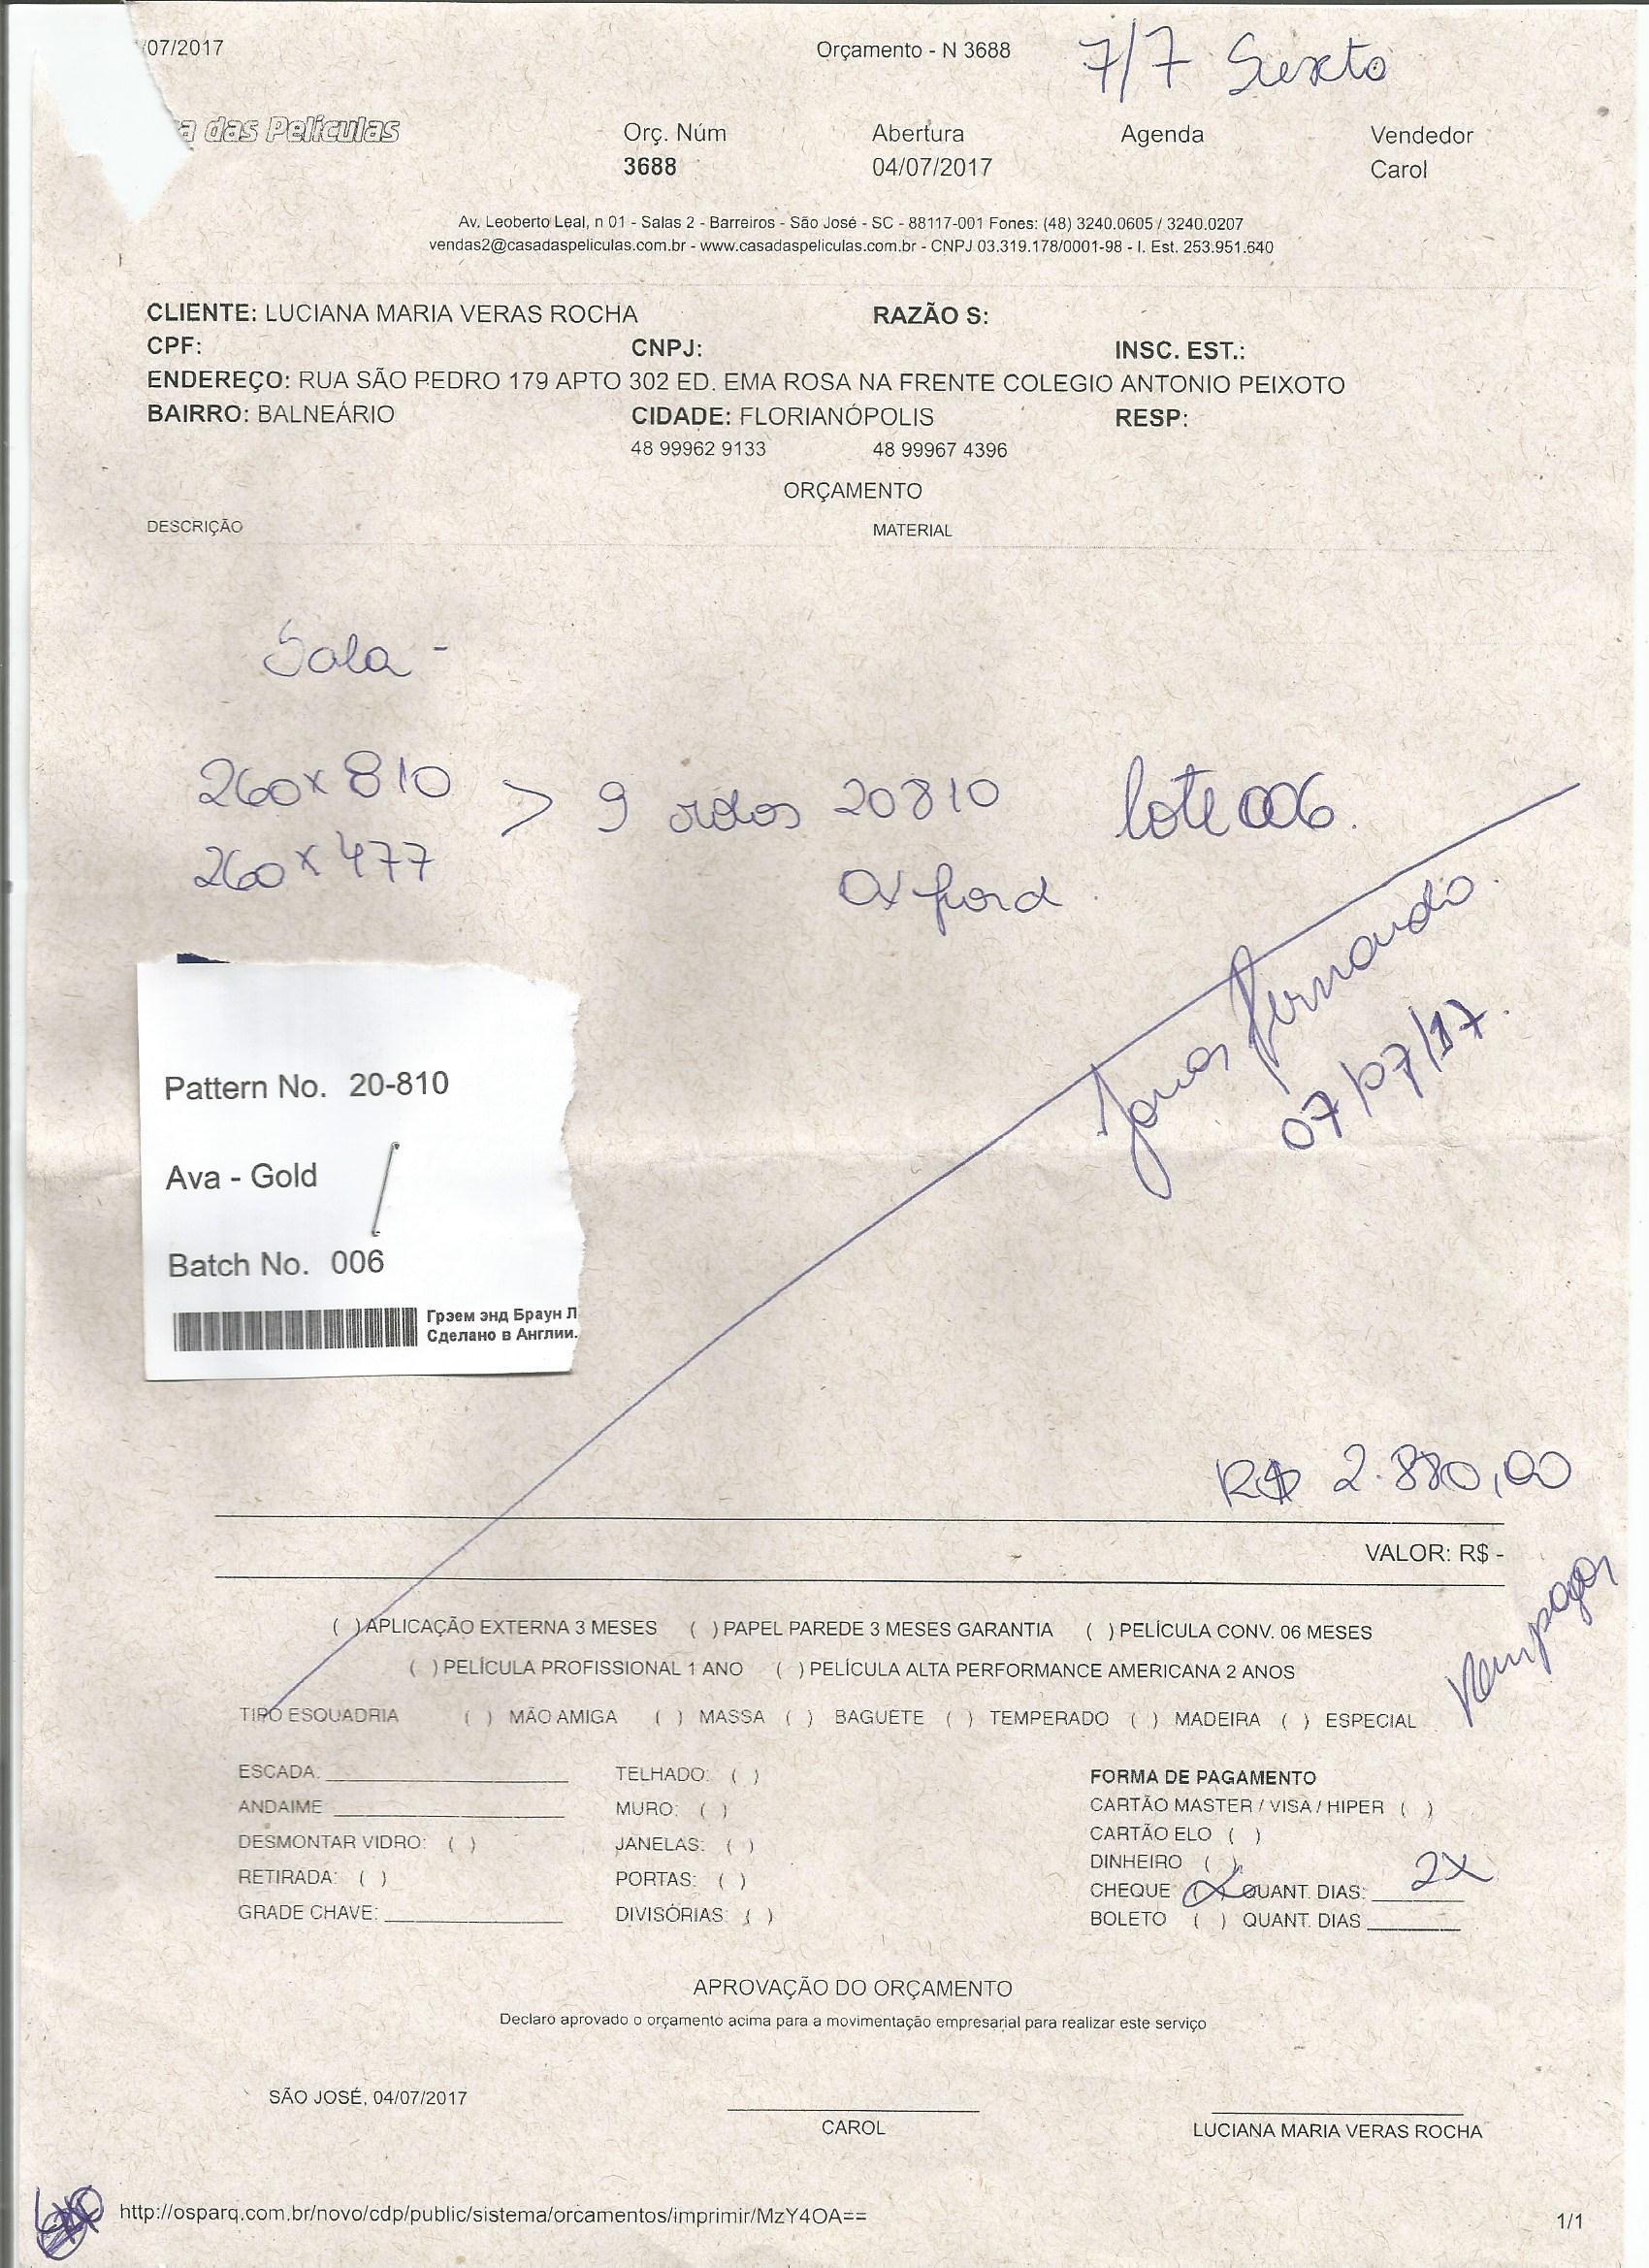 /07/2017 Orçamento - N 3688 7/7 Sexta
a das Películas
Orç. Núm Abertura Agenda Vendedor
3688 04/07/2017 Carol
Av. Leoberto Leal, n 01 - Salas 2 - Barreiros - São José - SC - 88117-001 Fones: (48) 3240.0605 / 3240.0207
vendas2@casadaspeliculas.com.br - www.casadaspeliculas.com.br - CNPJ 03.319.178/0001-98 - I. Est. 253.951.640
CLIENTE: LUCIANA MARIA VERAS ROCHA RAZÃO S:
CPF: CNPJ: INSC. EST.:
ENDEREÇO: RUA SÃO PEDRO 179 APTO 302 ED. EMA ROSA NA FRENTE COLEGIO ANTONIO PEIXOTO
BAIRRO: BALNEÁRIO CIDADE: FLORIANÓPOLIS RESP:
48 99962 9133 48 99967 4396
ORÇAMENTO
DESCRIÇÃO MATERIAL
Sala -
260x810 > 9 rolos 20810 lote 006.
260x477 Oxford.
Fernando.
07/07/17.
Pattern No. 20-810
Ava - Gold
Batch No. 006
Грэем энд Браун Л
Сделано в Англии.
R$ 2.880,00
VALOR: R$ -
( ) APLICAÇÃO EXTERNA 3 MESES ( ) PAPEL PAREDE 3 MESES GARANTIA ( ) PELÍCULA CONV. 06 MESES
( ) PELÍCULA PROFISSIONAL 1 ANO ( ) PELÍCULA ALTA PERFORMANCE AMERICANA 2 ANOS
TIPO ESQUADRIA ( ) MÃO AMIGA ( ) MASSA ( ) BAGUETE ( ) TEMPERADO ( ) MADEIRA ( ) ESPECIAL
ESCADA: TELHADO: ( ) FORMA DE PAGAMENTO
ANDAIME MURO: ( ) CARTÃO MASTER / VISA / HIPER ( )
DESMONTAR VIDRO: ( ) JANELAS: ( ) CARTÃO ELO ( )
DINHEIRO ( )
RETIRADA: ( ) PORTAS: ( ) CHEQUE (X) QUANT. DIAS: 2X
GRADE CHAVE: DIVISÓRIAS: ( ) BOLETO ( ) QUANT. DIAS
APROVAÇÃO DO ORÇAMENTO
Declaro aprovado o orçamento acima para a movimentação empresarial para realizar este serviço
SÃO JOSÉ, 04/07/2017
CAROL LUCIANA MARIA VERAS ROCHA
http://osparq.com.br/novo/cdp/public/sistema/orcamentos/imprimir/MzY4OA== 1/1